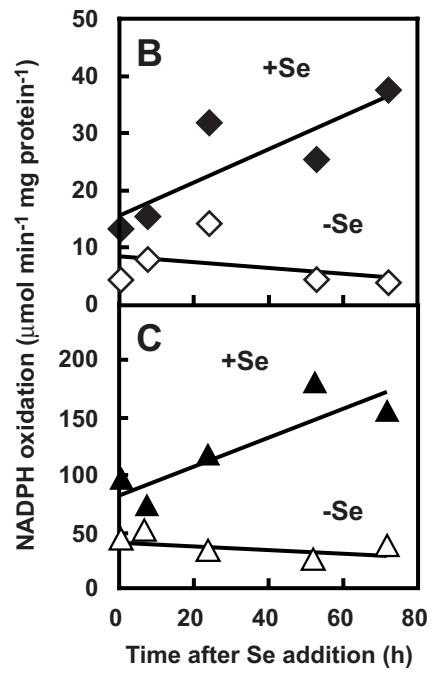 NADPH oxidation (μmol min⁻¹ mg protein⁻¹)
50
B
+Se
40
30
20
-Se
10
0
C
+Se
200
150
100
-Se
50
0
0 20 40 60 80
Time after Se addition (h)